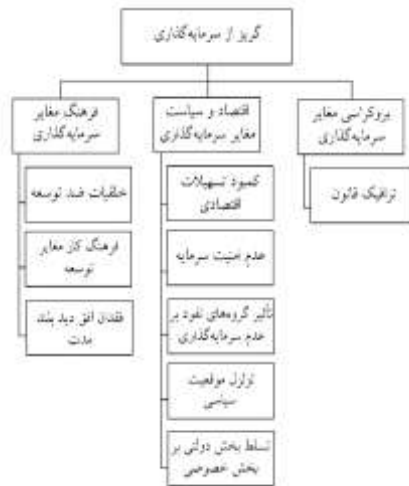 گریز از سرمایه‌گذاری
بروکراسی مغایر
سرمایه‌گذاری
ترافیک قانون
اقتصاد و سیاست
مغایر سرمایه‌گذاری
کمبود تسهیلات
اقتصادی
عدم امنیت سرمایه
تأثیر گروه‌های نفوذ بر
عدم سرمایه‌گذاری
تزلزل موقعیت
سیاسی
تسلط بخش دولتی بر
بخش خصوصی
فرهنگ مغایر
سرمایه‌گذاری
خلقیات ضد توسعه
فرهنگ کار مغایر
توسعه
فقدان افق دید بلند
مدت